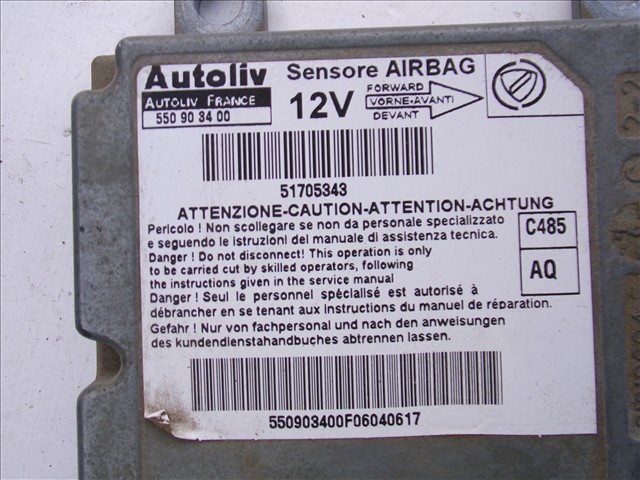 Autoliv
AUTOLIV FRANCE
550 90 34 00
Sensore AIRBAG
12V
FORWARD
VORNE-AVANTI
DEVANT
51705343
ATTENZIONE-CAUTION-ATTENTION-ACHTUNG
Pericolo ! Non scollegare se non da personale specializzato
e seguendo le istruzioni del manuale di assistenza tecnica.
Danger ! Do not disconnect! This operation is only
to be carried cut by skilled operators, following
the instructions given in the service manual
Danger ! Seul le personnel spécialisé est autorisé à
débrancher en se tenant aux instructions du manuel de réparation.
Gefahr ! Nur von fachpersonal und nach den anweisungen
des kundendienstahandbuches abtrennen lassen.
C485
AQ
550903400F06040617